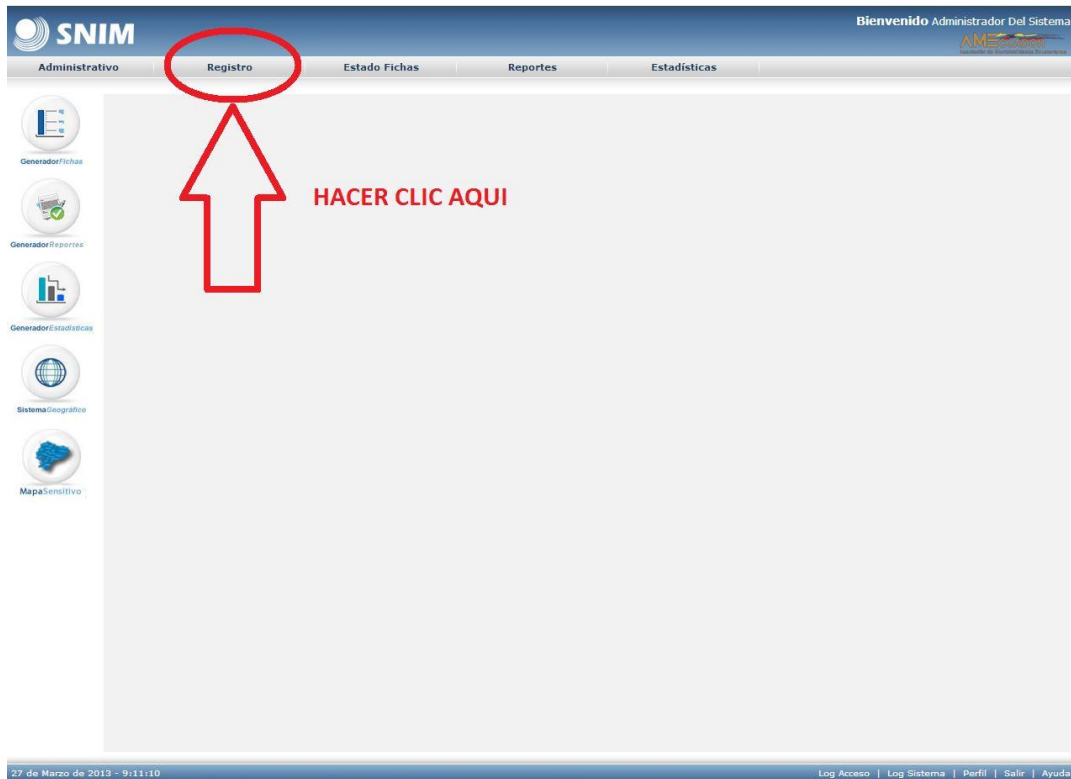 SNIM
Bienvenido Administrador Del Sistema
AMEcuador
Administrativo Registro Estado Fichas Reportes Estadísticas
GeneradorFichas
GeneradorReportes
GeneradorEstadísticas
SistemaGeográfico
MapaSensitivo
HACER CLIC AQUI
27 de Marzo de 2013 - 9:11:10
Log Acceso | Log Sistema | Perfil | Salir | Ayuda